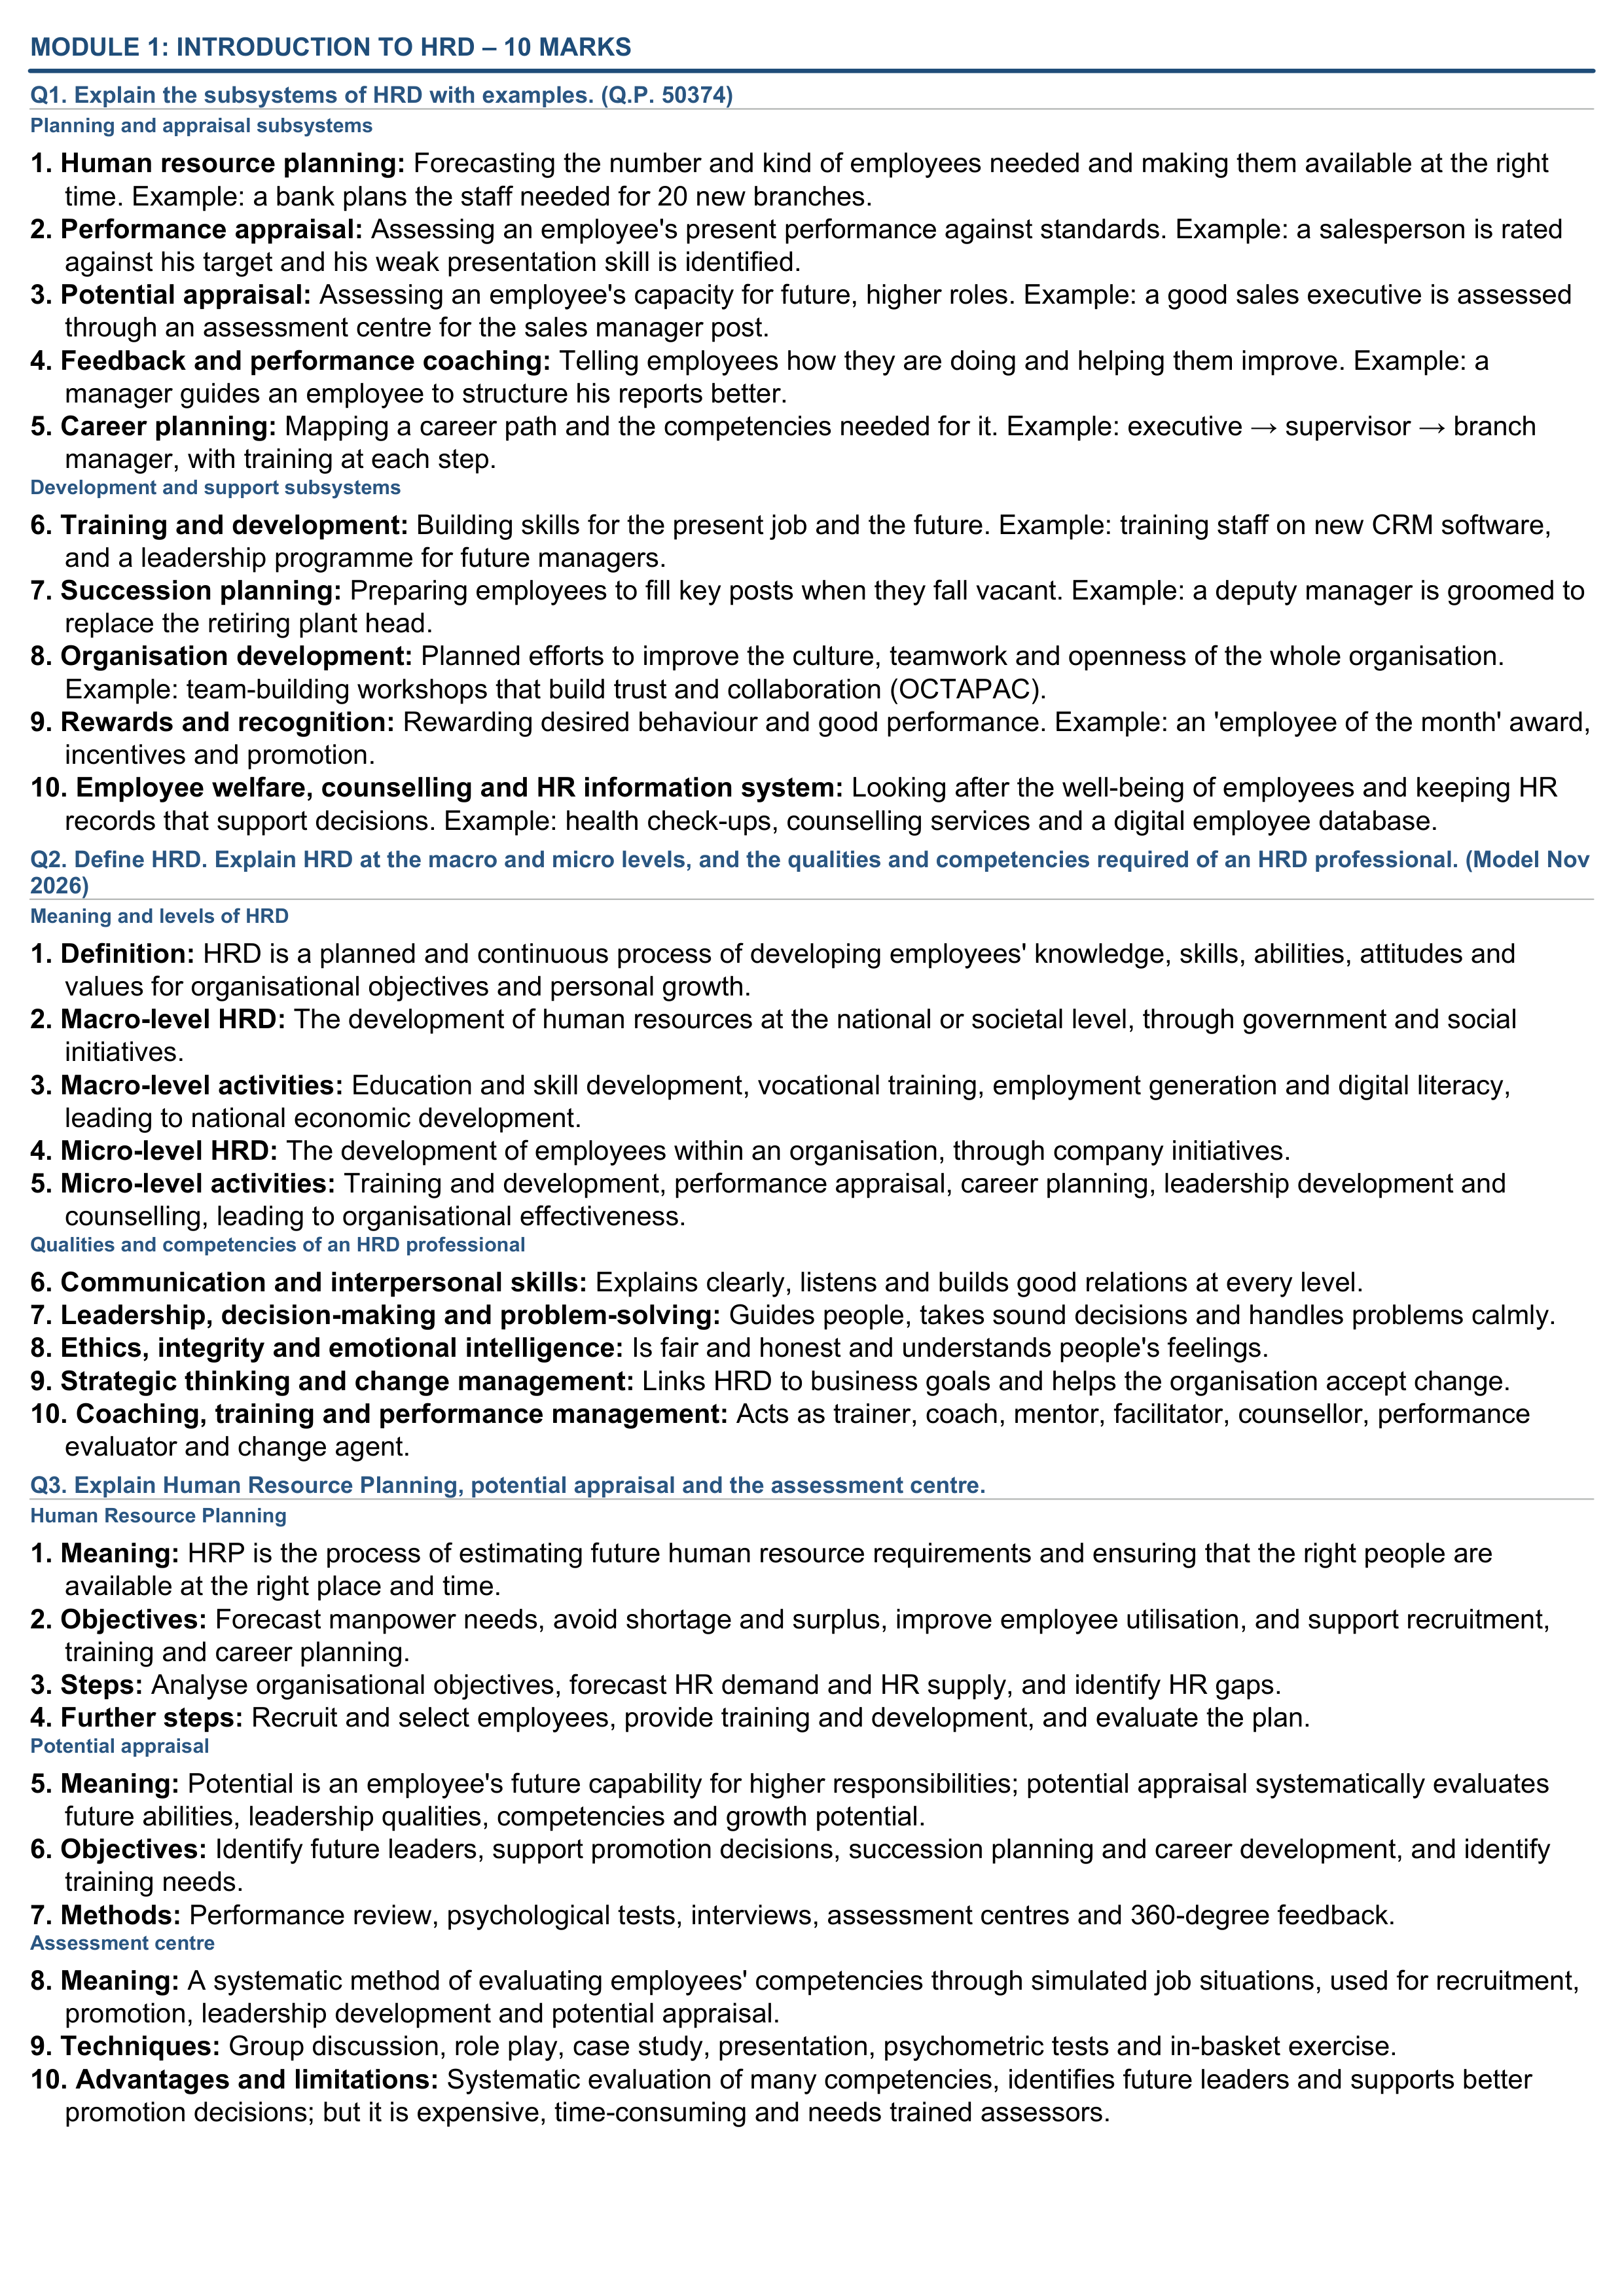 MODULE 1: INTRODUCTION TO HRD – 10 MARKS
Q1. Explain the subsystems of HRD with examples. (Q.P. 50374)
Planning and appraisal subsystems
1. Human resource planning: Forecasting the number and kind of employees needed and making them available at the right
time. Example: a bank plans the staff needed for 20 new branches.
2. Performance appraisal: Assessing an employee's present performance against standards. Example: a salesperson is rated
against his target and his weak presentation skill is identified.
3. Potential appraisal: Assessing an employee's capacity for future, higher roles. Example: a good sales executive is assessed
through an assessment centre for the sales manager post.
4. Feedback and performance coaching: Telling employees how they are doing and helping them improve. Example: a
manager guides an employee to structure his reports better.
5. Career planning: Mapping a career path and the competencies needed for it. Example: executive → supervisor → branch
manager, with training at each step.
Development and support subsystems
6. Training and development: Building skills for the present job and the future. Example: training staff on new CRM software,
and a leadership programme for future managers.
7. Succession planning: Preparing employees to fill key posts when they fall vacant. Example: a deputy manager is groomed to
replace the retiring plant head.
8. Organisation development: Planned efforts to improve the culture, teamwork and openness of the whole organisation.
Example: team-building workshops that build trust and collaboration (OCTAPAC).
9. Rewards and recognition: Rewarding desired behaviour and good performance. Example: an 'employee of the month' award,
incentives and promotion.
10. Employee welfare, counselling and HR information system: Looking after the well-being of employees and keeping HR
records that support decisions. Example: health check-ups, counselling services and a digital employee database.
Q2. Define HRD. Explain HRD at the macro and micro levels, and the qualities and competencies required of an HRD professional. (Model Nov
2026)
Meaning and levels of HRD
1. Definition: HRD is a planned and continuous process of developing employees' knowledge, skills, abilities, attitudes and
values for organisational objectives and personal growth.
2. Macro-level HRD: The development of human resources at the national or societal level, through government and social
initiatives.
3. Macro-level activities: Education and skill development, vocational training, employment generation and digital literacy,
leading to national economic development.
4. Micro-level HRD: The development of employees within an organisation, through company initiatives.
5. Micro-level activities: Training and development, performance appraisal, career planning, leadership development and
counselling, leading to organisational effectiveness.
Qualities and competencies of an HRD professional
6. Communication and interpersonal skills: Explains clearly, listens and builds good relations at every level.
7. Leadership, decision-making and problem-solving: Guides people, takes sound decisions and handles problems calmly.
8. Ethics, integrity and emotional intelligence: Is fair and honest and understands people's feelings.
9. Strategic thinking and change management: Links HRD to business goals and helps the organisation accept change.
10. Coaching, training and performance management: Acts as trainer, coach, mentor, facilitator, counsellor, performance
evaluator and change agent.
Q3. Explain Human Resource Planning, potential appraisal and the assessment centre.
Human Resource Planning
1. Meaning: HRP is the process of estimating future human resource requirements and ensuring that the right people are
available at the right place and time.
2. Objectives: Forecast manpower needs, avoid shortage and surplus, improve employee utilisation, and support recruitment,
training and career planning.
3. Steps: Analyse organisational objectives, forecast HR demand and HR supply, and identify HR gaps.
4. Further steps: Recruit and select employees, provide training and development, and evaluate the plan.
Potential appraisal
5. Meaning: Potential is an employee's future capability for higher responsibilities; potential appraisal systematically evaluates
future abilities, leadership qualities, competencies and growth potential.
6. Objectives: Identify future leaders, support promotion decisions, succession planning and career development, and identify
training needs.
7. Methods: Performance review, psychological tests, interviews, assessment centres and 360-degree feedback.
Assessment centre
8. Meaning: A systematic method of evaluating employees' competencies through simulated job situations, used for recruitment,
promotion, leadership development and potential appraisal.
9. Techniques: Group discussion, role play, case study, presentation, psychometric tests and in-basket exercise.
10. Advantages and limitations: Systematic evaluation of many competencies, identifies future leaders and supports better
promotion decisions; but it is expensive, time-consuming and needs trained assessors.